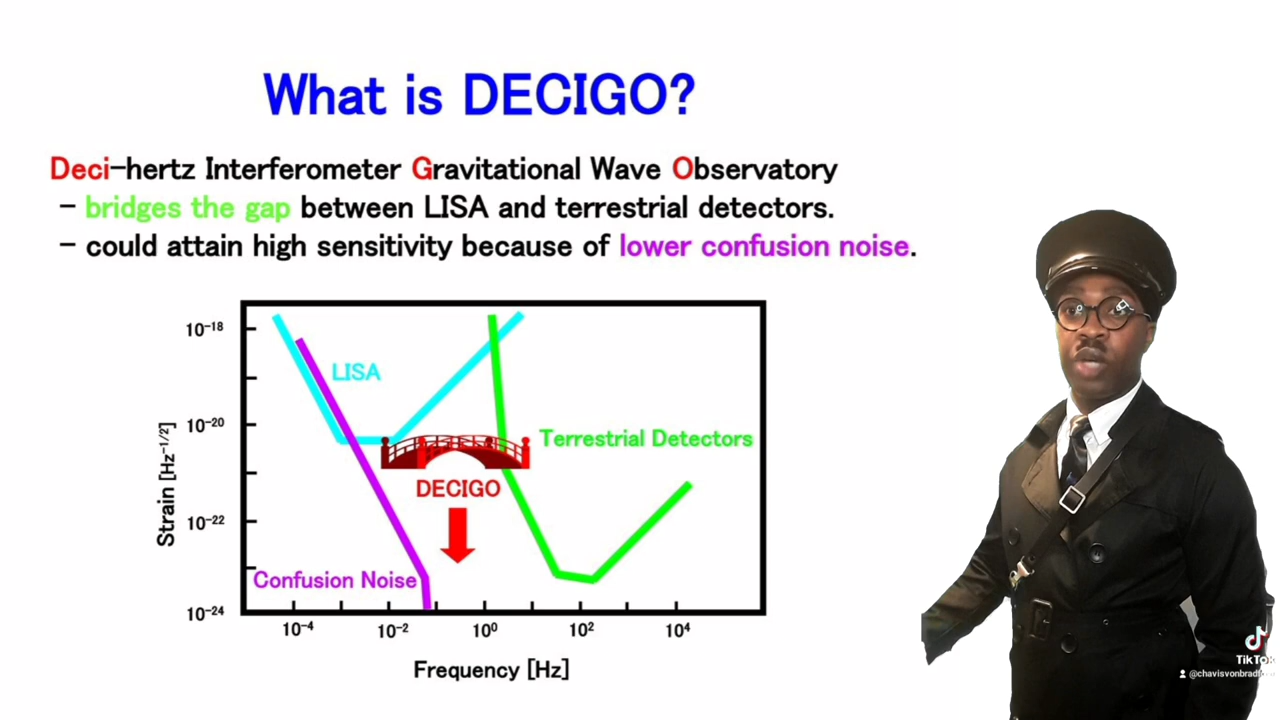 What is DECIGO?
Deci-hertz Interferometer Gravitational Wave Observatory
- bridges the gap between LISA and terrestrial detectors.
- could attain high sensitivity because of lower confusion noise.
10⁻¹⁸
LISA
10⁻²⁰
Terrestrial Detectors
Strain [Hz⁻¹/²]
DECIGO
10⁻²²
Confusion Noise
10⁻²⁴
10⁻⁴ 10⁻² 10⁰ 10² 10⁴
Frequency [Hz]
TikTok